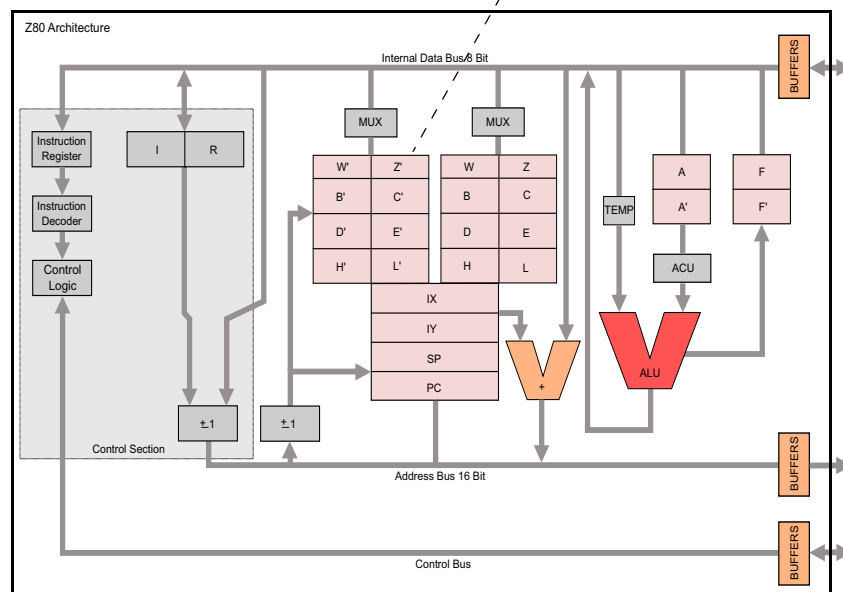 Z80 Architecture
Internal Data Bus 8 Bit
BUFFERS
MUX
MUX
Instruction
Register
I
R
W'
Z'
W
Z
A
F
B'
C'
B
C
Instruction
Decoder
TEMP
A'
F'
D'
E'
D
E
Control
Logic
H'
L'
H
L
ACU
IX
IY
SP
PC
+
ALU
±1
±1
Control Section
Address Bus 16 Bit
BUFFERS
Control Bus
BUFFERS